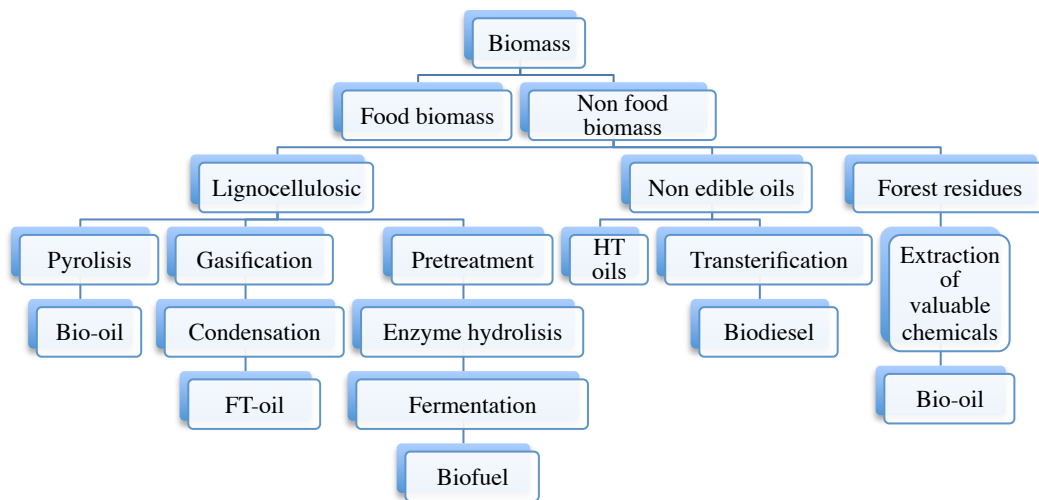 Biomass
Food biomass
Non food
biomass
Lignocellulosic
Non edible oils
Forest residues
Pyrolisis
Gasification
Pretreatment
HT
oils
Transterification
Extraction
of
valuable
chemicals
Bio-oil
Condensation
Enzyme hydrolisis
Biodiesel
FT-oil
Fermentation
Bio-oil
Biofuel